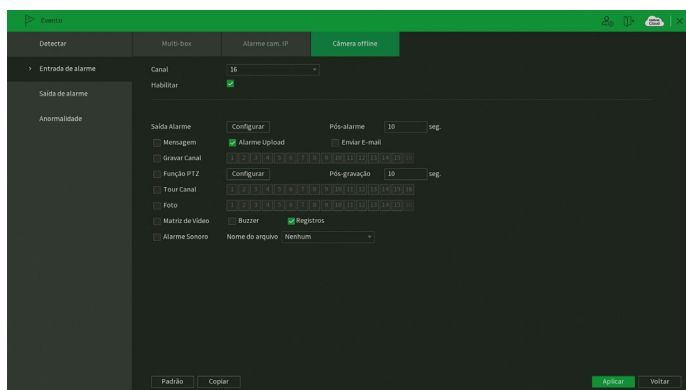 Eventa
Detectar
Multi-box
Alarme cam. IP
Câmera offline
Entrada de alarme
Canal
16
Habilitar
Saída de alarme
Anormalidade
Saída Alarme
Configurar
Pós-alarme
10
seg.
Mensagem
Alarme Upload
Enviar E-mail
Gravar Canal
1 2 3 4 5 6 7 8 9 10 11 12 13 14 15 16
Função PTZ
Configurar
Pós-gravação
10
seg.
Tour Canal
1 2 3 4 5 6 7 8 9 10 11 12 13 14 15 16
Foto
1 2 3 4 5 6 7 8 9 10 11 12 13 14 15 16
Matriz de Vídeo
Buzzer
Registros
Alarme Sonoro
Nome do arquivo
Nenhum
Padrão
Copiar
Aplicar
Voltar